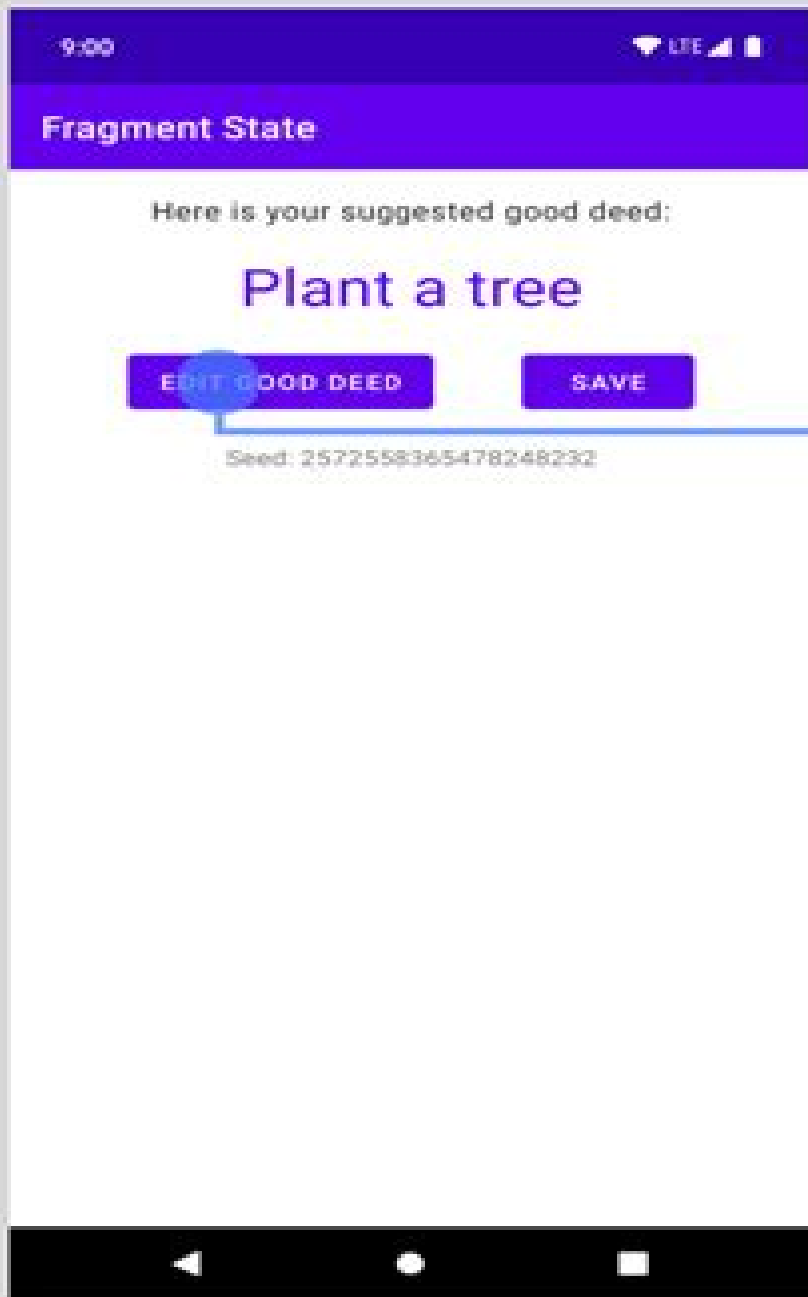 9:00 LTE
Fragment State
Here is your suggested good deed:
Plant a tree
EDIT GOOD DEED SAVE
Seed: 2572558365478248232